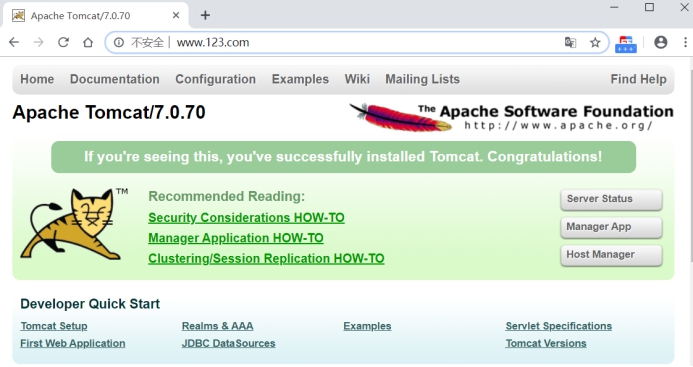 Apache Tomcat/7.0.70
不安全 | www.123.com
Home Documentation Configuration Examples Wiki Mailing Lists Find Help
Apache Tomcat/7.0.70
The Apache Software Foundation
http://www.apache.org/
If you're seeing this, you've successfully installed Tomcat. Congratulations!
TM
Recommended Reading:
Security Considerations HOW-TO
Manager Application HOW-TO
Clustering/Session Replication HOW-TO
Server Status
Manager App
Host Manager
Developer Quick Start
Tomcat Setup Realms & AAA Examples Servlet Specifications
First Web Application JDBC DataSources Tomcat Versions